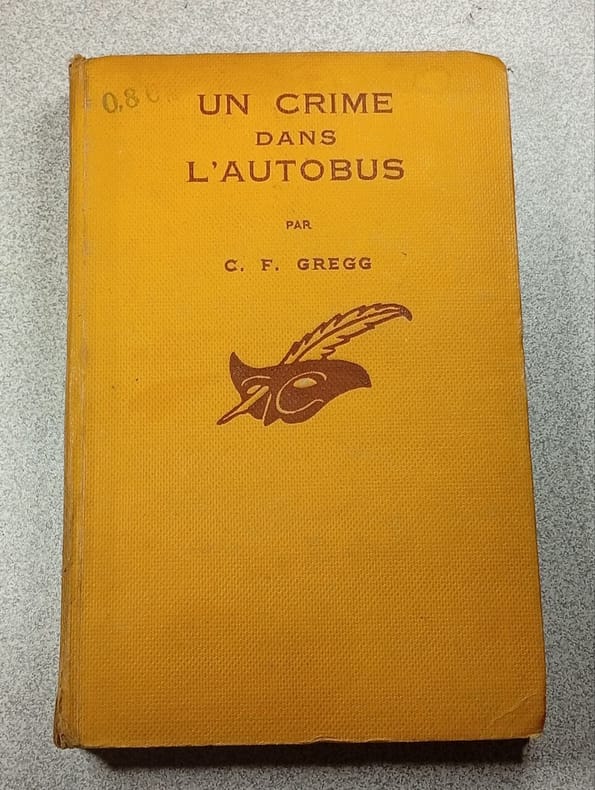 UN CRIME
DANS
L'AUTOBUS
PAR
C. F. GREGG